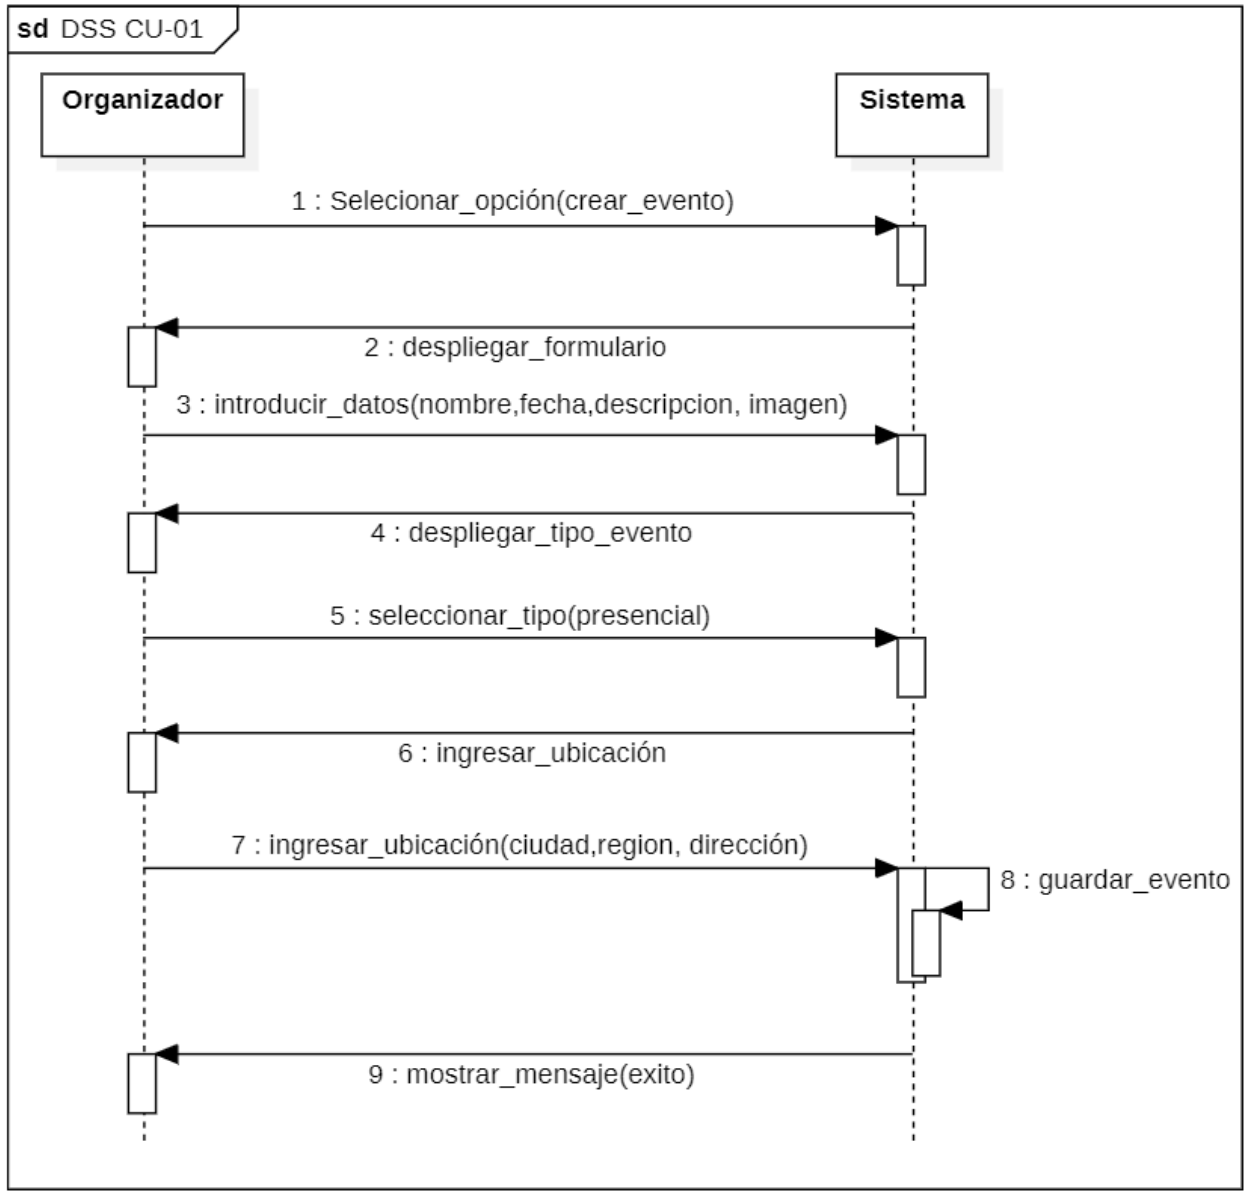 sd DSS CU-01
Organizador
Sistema
1 : Selecionar_opción(crear_evento)
2 : despliegar_formulario
3 : introducir_datos(nombre,fecha,descripcion, imagen)
4 : despliegar_tipo_evento
5 : seleccionar_tipo(presencial)
6 : ingresar_ubicación
7 : ingresar_ubicación(ciudad,region, dirección)
8 : guardar_evento
9 : mostrar_mensaje(exito)